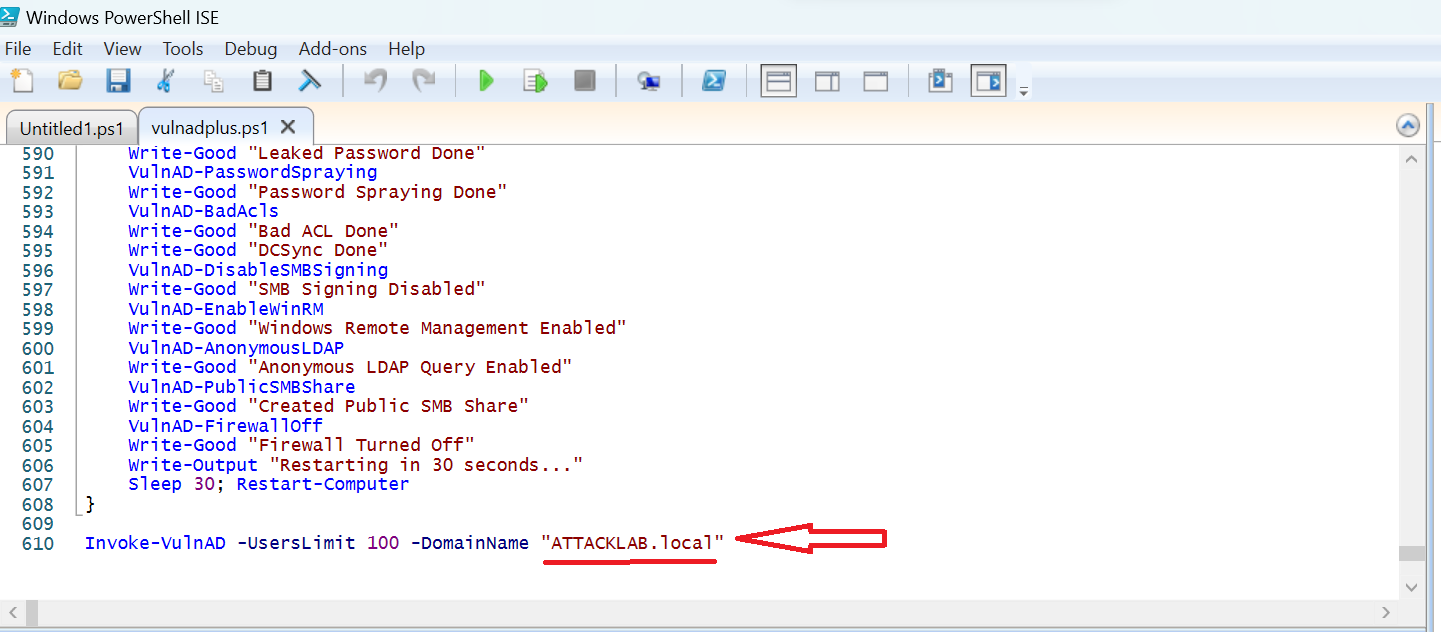 Windows PowerShell ISE
File Edit View Tools Debug Add-ons Help
Untitled1.ps1 vulnadplus.ps1
590 Write-Good "Leaked Password Done"
591 VulnAD-PasswordSpraying
592 Write-Good "Password Spraying Done"
593 VulnAD-BadAcls
594 Write-Good "Bad ACL Done"
595 Write-Good "DCSync Done"
596 VulnAD-DisableSMBSigning
597 Write-Good "SMB Signing Disabled"
598 VulnAD-EnableWinRM
599 Write-Good "Windows Remote Management Enabled"
600 VulnAD-AnonymousLDAP
601 Write-Good "Anonymous LDAP Query Enabled"
602 VulnAD-PublicSMBShare
603 Write-Good "Created Public SMB Share"
604 VulnAD-FirewallOff
605 Write-Good "Firewall Turned Off"
606 Write-Output "Restarting in 30 seconds..."
607 Sleep 30; Restart-Computer
608 }
609
610 Invoke-VulnAD -UsersLimit 100 -DomainName "ATTACKLAB.local"